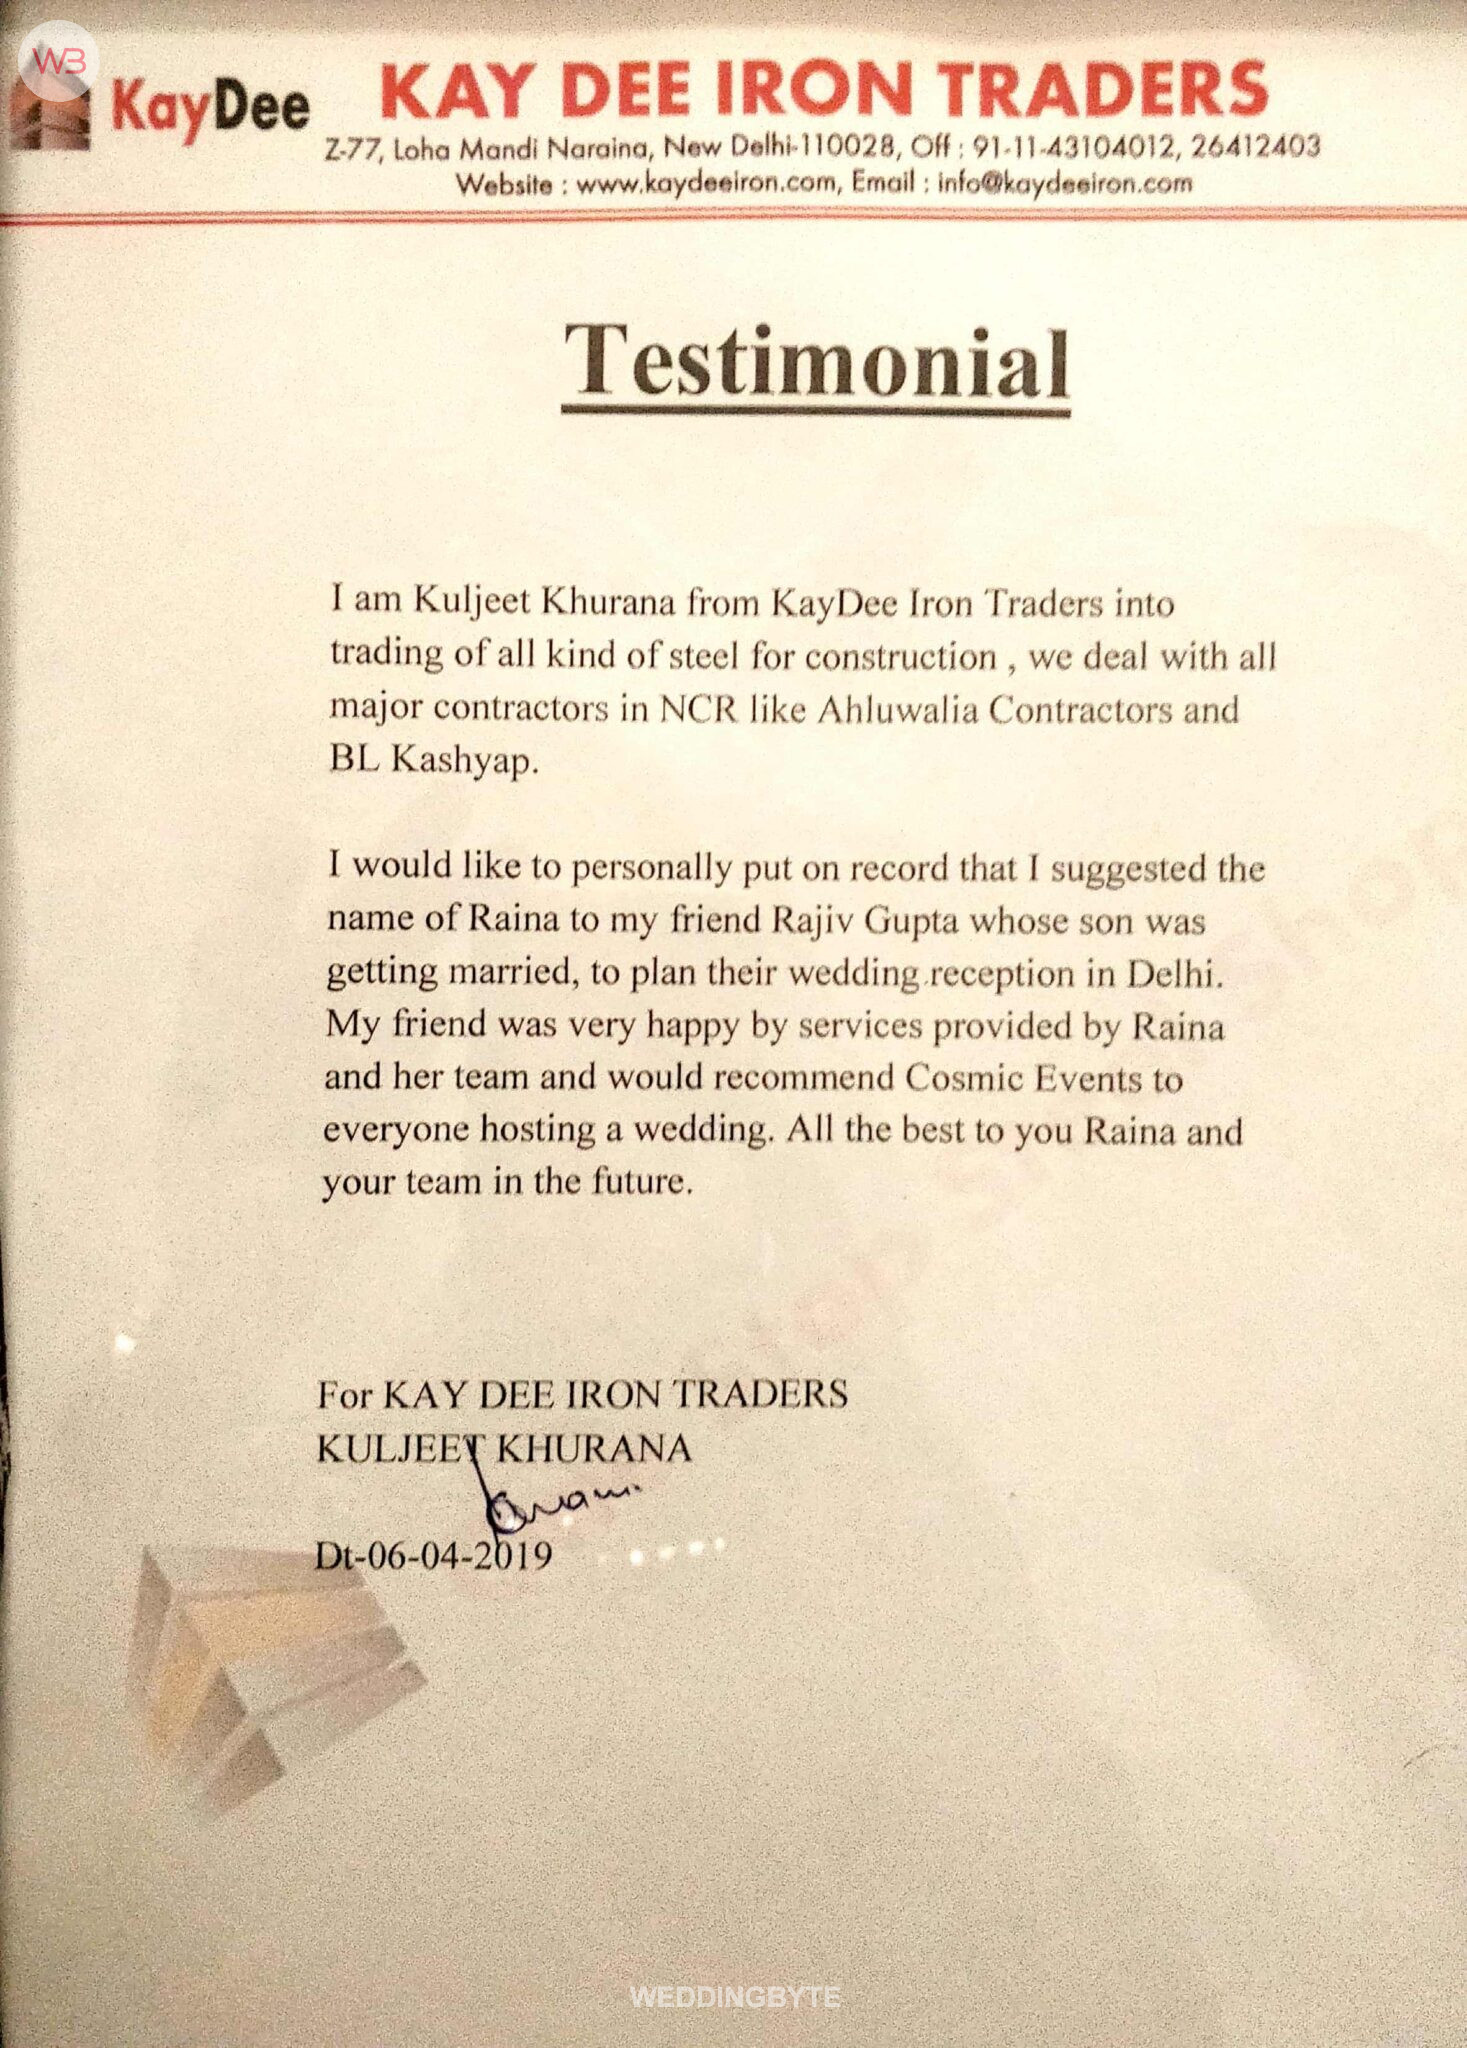 WB
KayDee
KAY DEE IRON TRADERS
Z-77, Loha Mandi Naraina, New Delhi-110028, Off : 91-11-43104012, 26412403
Website : www.kaydeeiron.com, Email : info@kaydeeiron.com
Testimonial
I am Kuljeet Khurana from KayDee Iron Traders into
trading of all kind of steel for construction , we deal with all
major contractors in NCR like Ahluwalia Contractors and
BL Kashyap.
I would like to personally put on record that I suggested the
name of Raina to my friend Rajiv Gupta whose son was
getting married, to plan their wedding reception in Delhi.
My friend was very happy by services provided by Raina
and her team and would recommend Cosmic Events to
everyone hosting a wedding. All the best to you Raina and
your team in the future.
For KAY DEE IRON TRADERS
KULJEET KHURANA
Dt-06-04-2019
WEDDINGBYTE